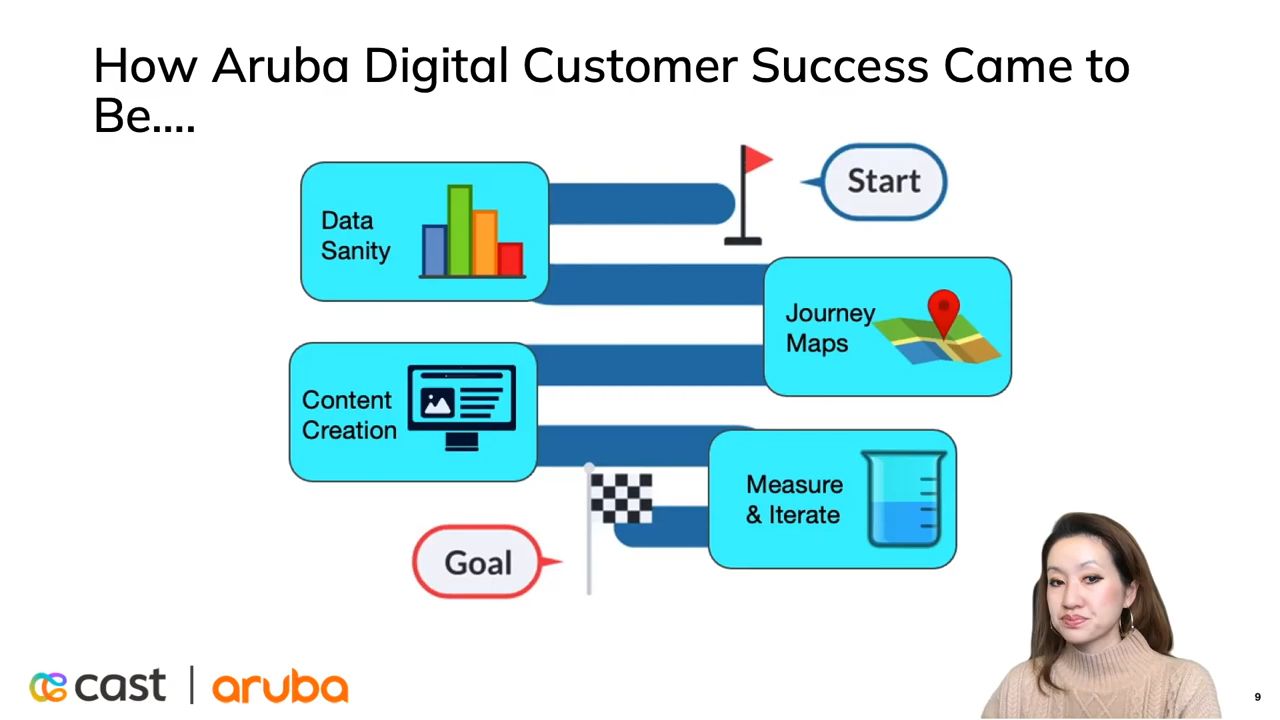 How Aruba Digital Customer Success Came to
Be....
Start
Data
Sanity
Journey
Maps
Content
Creation
Measure
& Iterate
Goal
cast | aruba
9